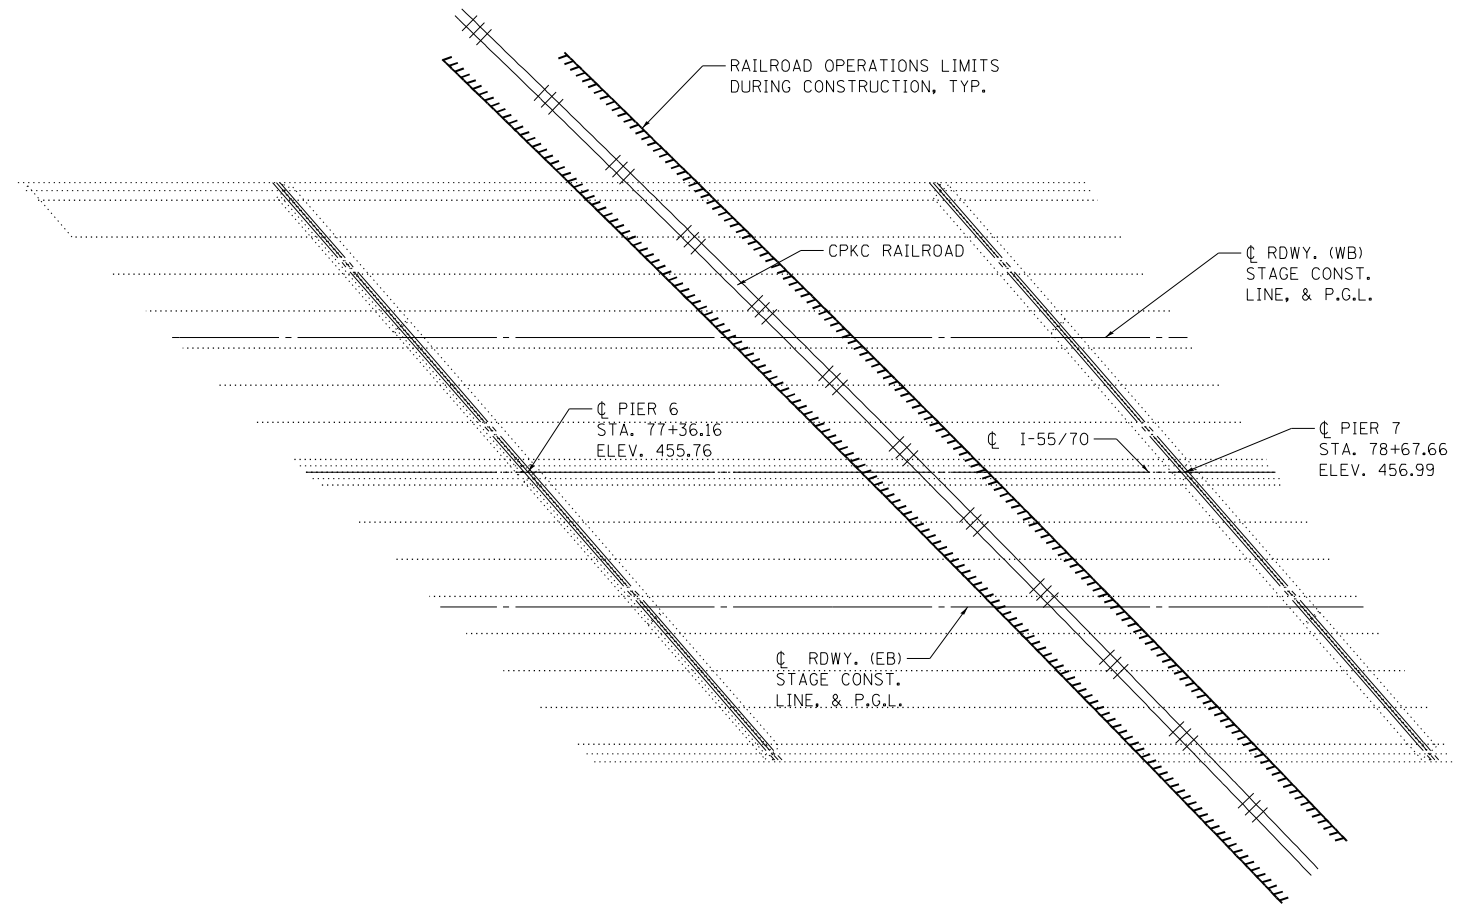 RAILROAD OPERATIONS LIMITS
DURING CONSTRUCTION, TYP.
CPKC RAILROAD
℄ RDWY. (WB)
STAGE CONST.
LINE, & P.G.L.
℄ PIER 6
STA. 77+36.16
ELEV. 455.76
℄ I-55/70
℄ PIER 7
STA. 78+67.66
ELEV. 456.99
℄ RDWY. (EB)
STAGE CONST.
LINE, & P.G.L.